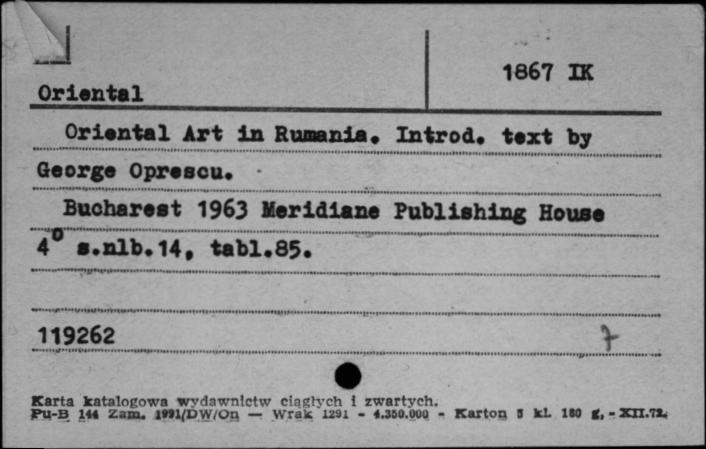 1867 IK
Oriental
Oriental Art in Rumania. Introd. text by
George Oprescu.
Bucharest 1963 Meridiane Publishing House
4° s.nlb.14, tabl.85.
119262 7
Karta katalogowa wydawnictw ciągłych i zwartych.
Pu-B 144 Zam. 1991/DW/On — Wrak 1291 - 4.350.000 - Karton 5 kl. 180 g, - XII.72.